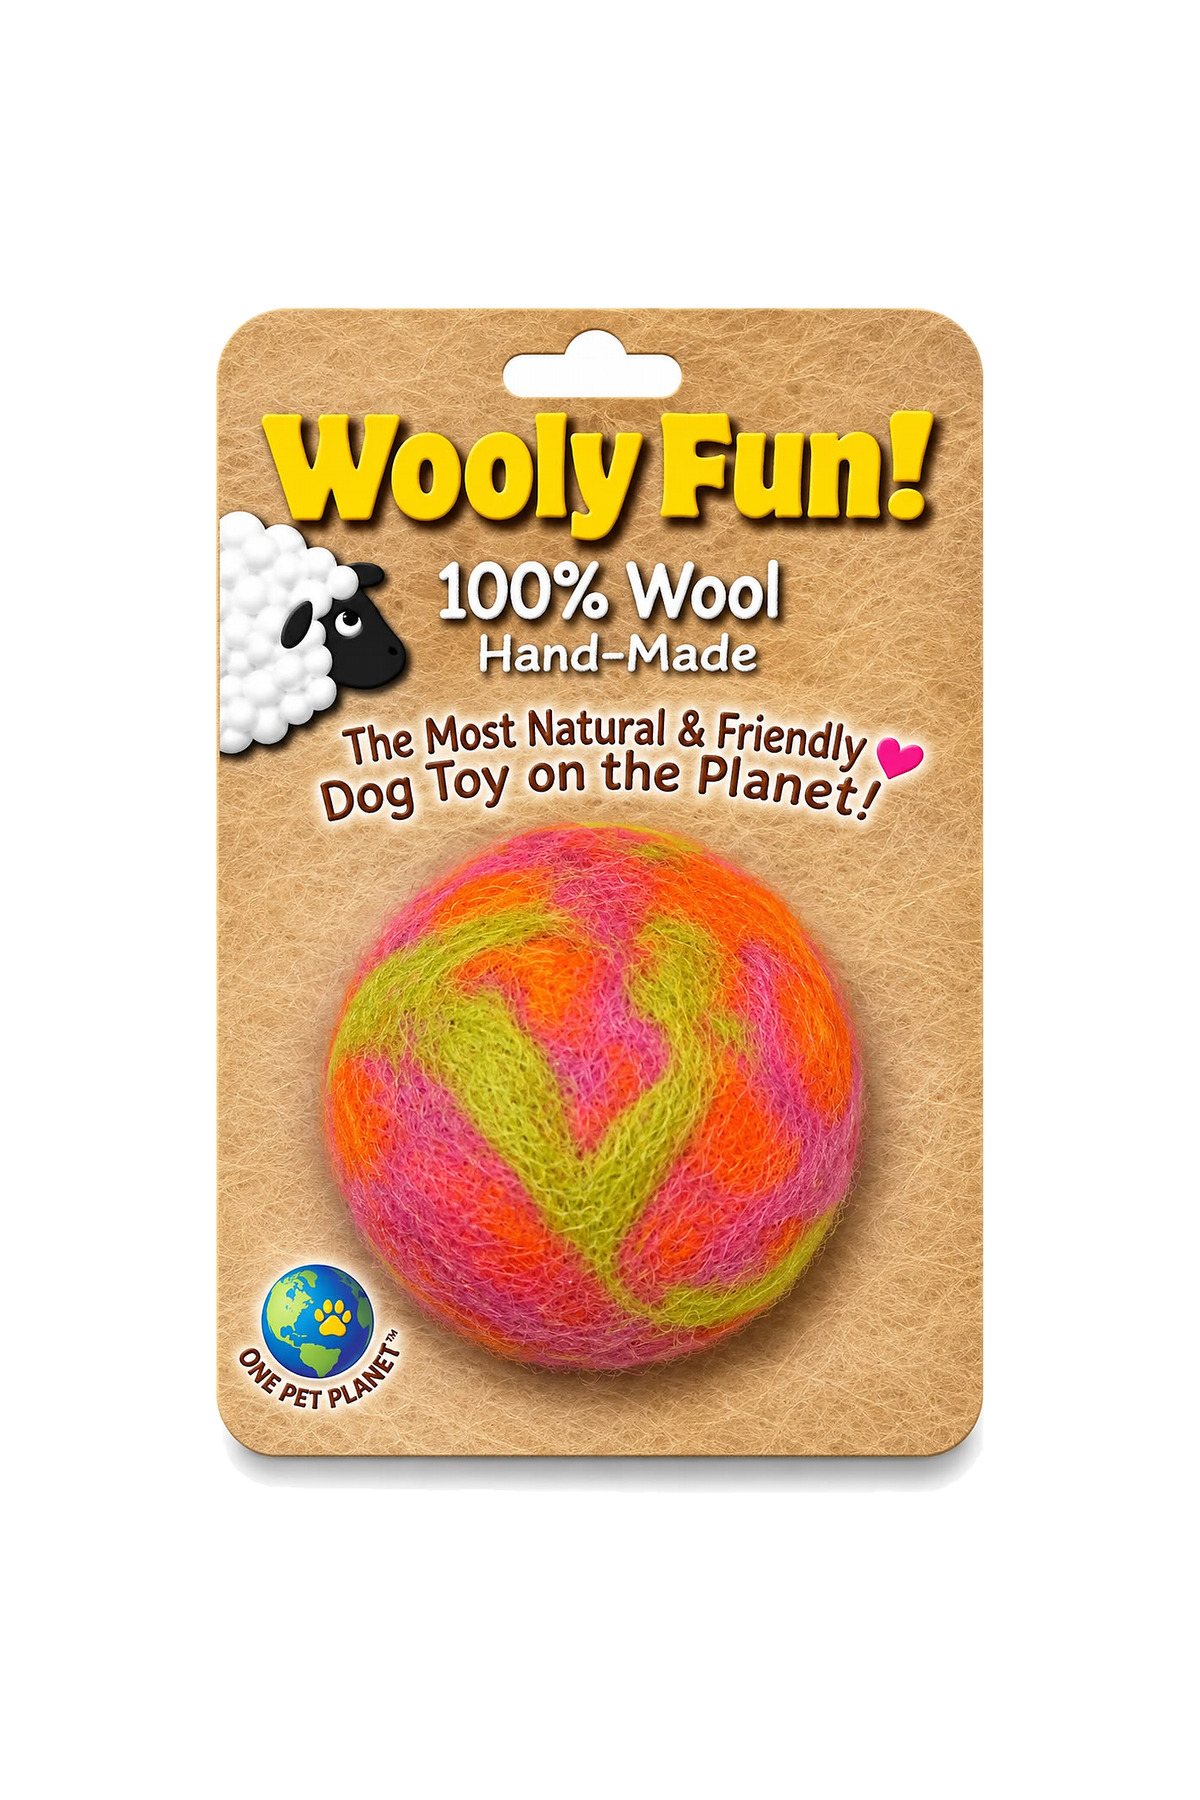 Wooly Fun!
100% Wool
Hand-Made
The Most Natural & Friendly
Dog Toy on the Planet!
ONE PET PLANET™